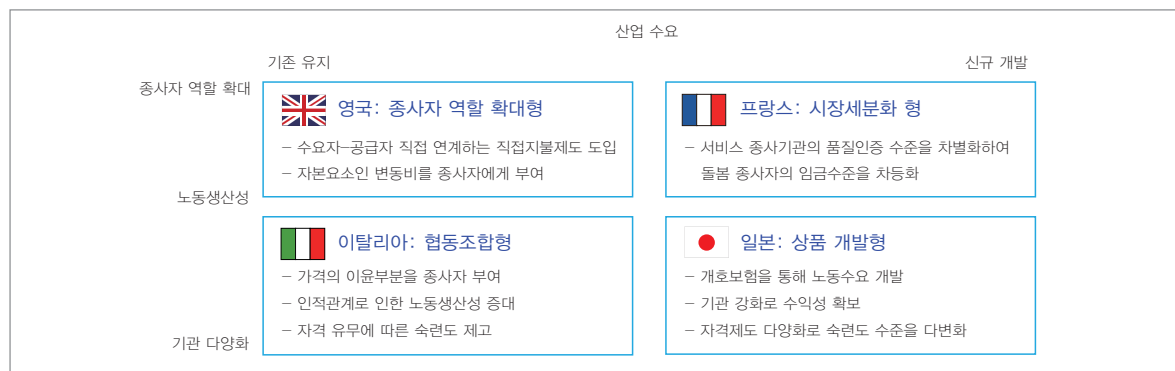 산업 수요
기존 유지
신규 개발
종사자 역할 확대
영국: 종사자 역할 확대형
– 수요자–공급자 직접 연계하는 직접지불제도 도입
– 자본요소인 변동비를 종사자에게 부여
프랑스: 시장세분화 형
– 서비스 종사기관의 품질인증 수준을 차별화하여
돌봄 종사자의 임금수준을 차등화
노동생산성
이탈리아: 협동조합형
– 가격의 이윤부분을 종사자 부여
– 인적관계로 인한 노동생산성 증대
– 자격 유무에 따른 숙련도 제고
일본: 상품 개발형
– 개호보험을 통해 노동수요 개발
– 기관 강화로 수익성 확보
– 자격제도 다양화로 숙련도 수준을 다변화
기관 다양화